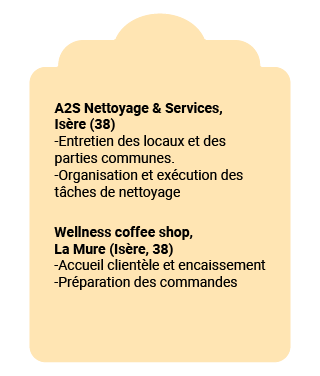 A2S Nettoyage & Services,
Isère (38)
-Entretien des locaux et des
parties communes.
-Organisation et exécution des
tâches de nettoyage
Wellness coffee shop,
La Mure (Isère, 38)
-Accueil clientèle et encaissement
-Préparation des commandes